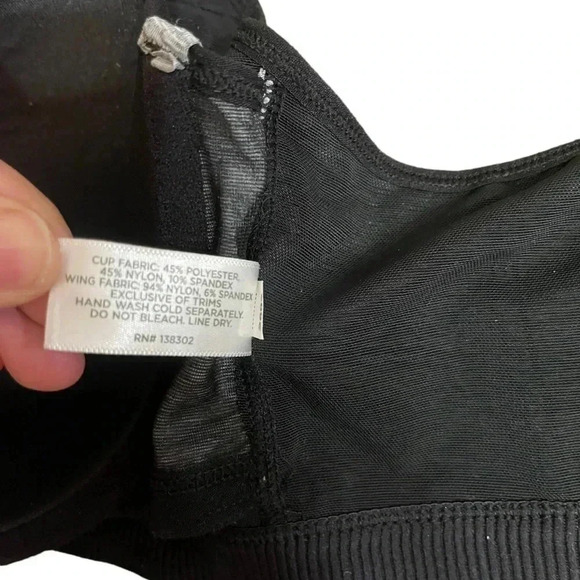 CUP FABRIC: 45% POLYESTER,
45% NYLON, 10% SPANDEX
WING FABRIC: 94% NYLON, 6% SPANDEX
EXCLUSIVE OF TRIMS
HAND WASH COLD SEPARATELY.
DO NOT BLEACH. LINE DRY.
RN# 138302